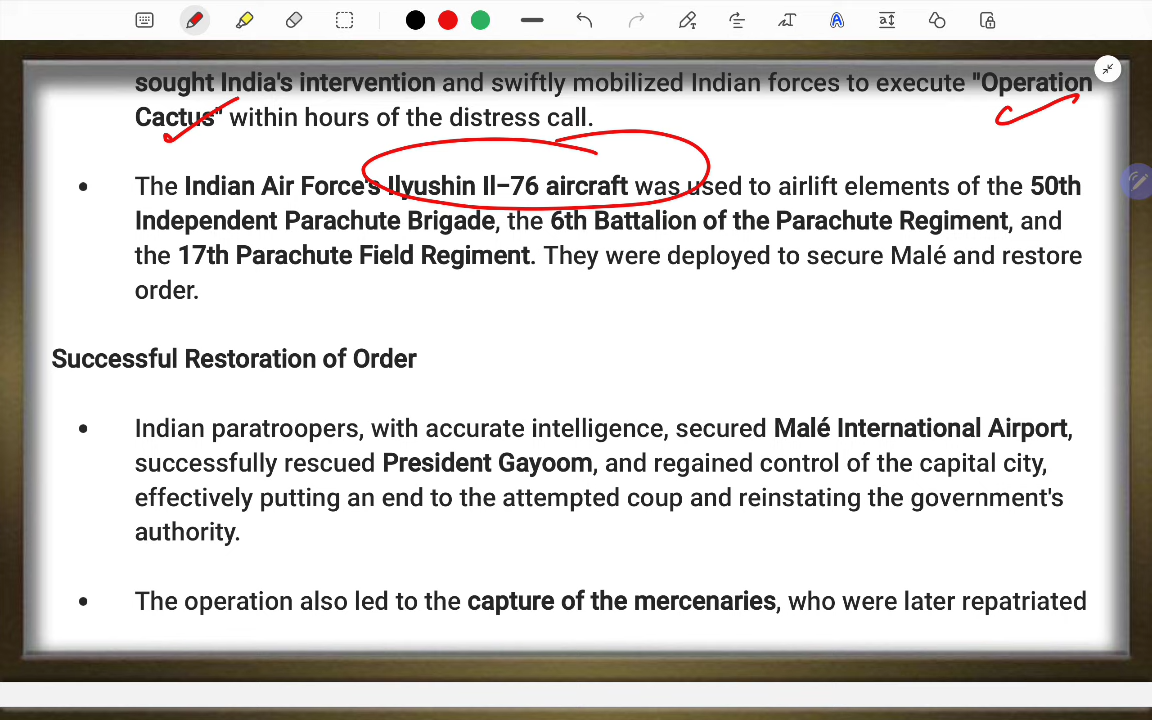 sought India's intervention and swiftly mobilized Indian forces to execute "Operation
Cactus" within hours of the distress call.
• The Indian Air Force's Ilyushin Il-76 aircraft was used to airlift elements of the 50th
Independent Parachute Brigade, the 6th Battalion of the Parachute Regiment, and
the 17th Parachute Field Regiment. They were deployed to secure Malé and restore
order.
Successful Restoration of Order
• Indian paratroopers, with accurate intelligence, secured Malé International Airport,
successfully rescued President Gayoom, and regained control of the capital city,
effectively putting an end to the attempted coup and reinstating the government's
authority.
• The operation also led to the capture of the mercenaries, who were later repatriated